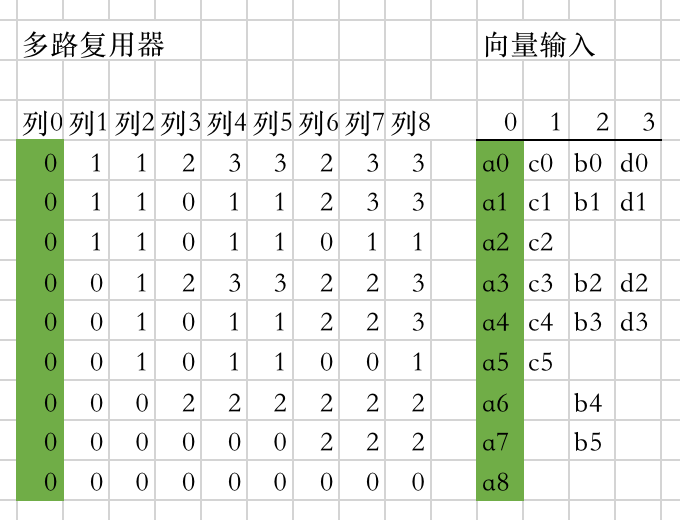 多路复用器 向量输入
列0 列1 列2 列3 列4 列5 列6 列7 列8 0 1 2 3
0 1 1 2 3 3 2 3 3 a0 c0 b0 d0
0 1 1 0 1 1 2 3 3 a1 c1 b1 d1
0 1 1 0 1 1 0 1 1 a2 c2
0 0 1 2 3 3 2 2 3 a3 c3 b2 d2
0 0 1 0 1 1 2 2 3 a4 c4 b3 d3
0 0 1 0 1 1 0 0 1 a5 c5
0 0 0 2 2 2 2 2 2 a6 b4
0 0 0 0 0 0 2 2 2 a7 b5
0 0 0 0 0 0 0 0 0 a8